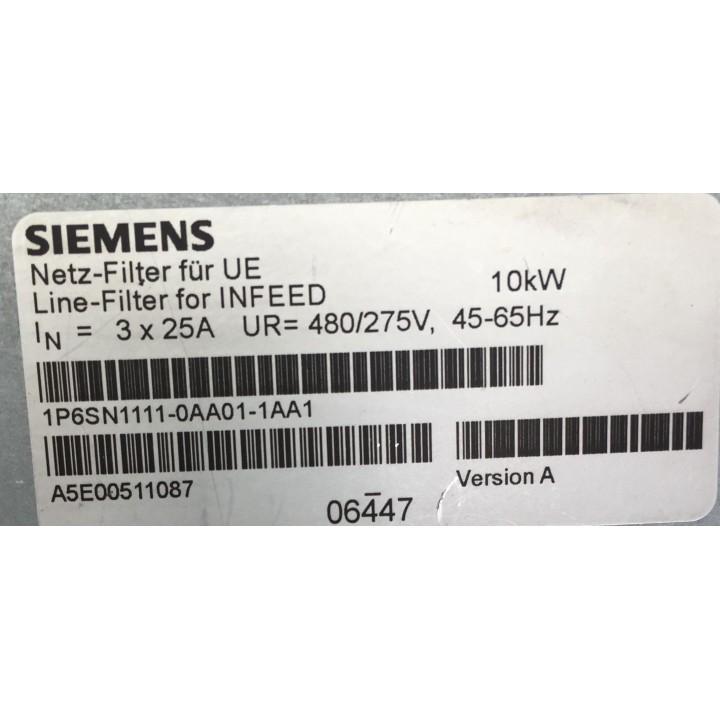 SIEMENS
Netz-Filter für UE
Line-Filter for INFEED 10kW
IN = 3 x 25A UR= 480/275V, 45-65Hz
1P6SN1111-0AA01-1AA1
A5E00511087 Version A
06447